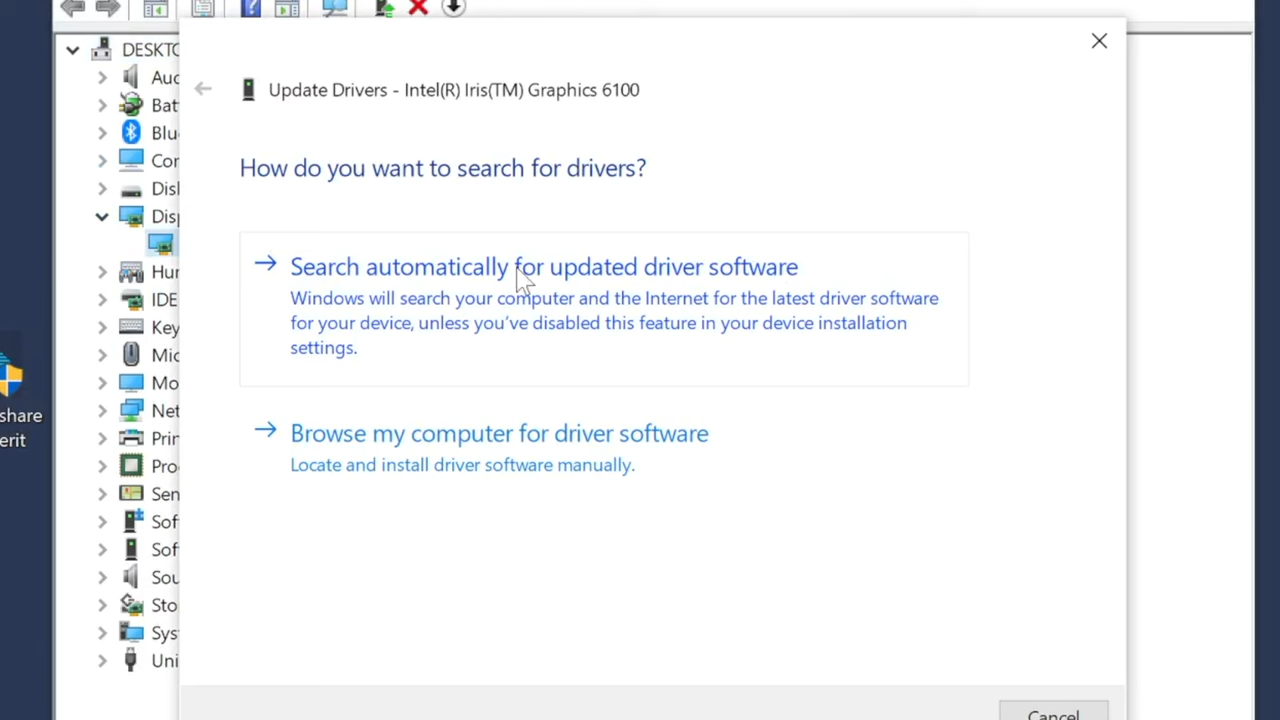 DESKTO
Update Drivers - Intel(R) Iris(TM) Graphics 6100
How do you want to search for drivers?
Search automatically for updated driver software
Windows will search your computer and the Internet for the latest driver software
for your device, unless you've disabled this feature in your device installation
settings.
Browse my computer for driver software
Locate and install driver software manually.
Cancel
Aud
Bat
Blu
Cor
Disk
Disp
Hur
IDE
Key
Mic
Mo
Net
Prin
Pro
Sen
Sof
Sof
Sou
Sto
Sys
Uni
share
erit